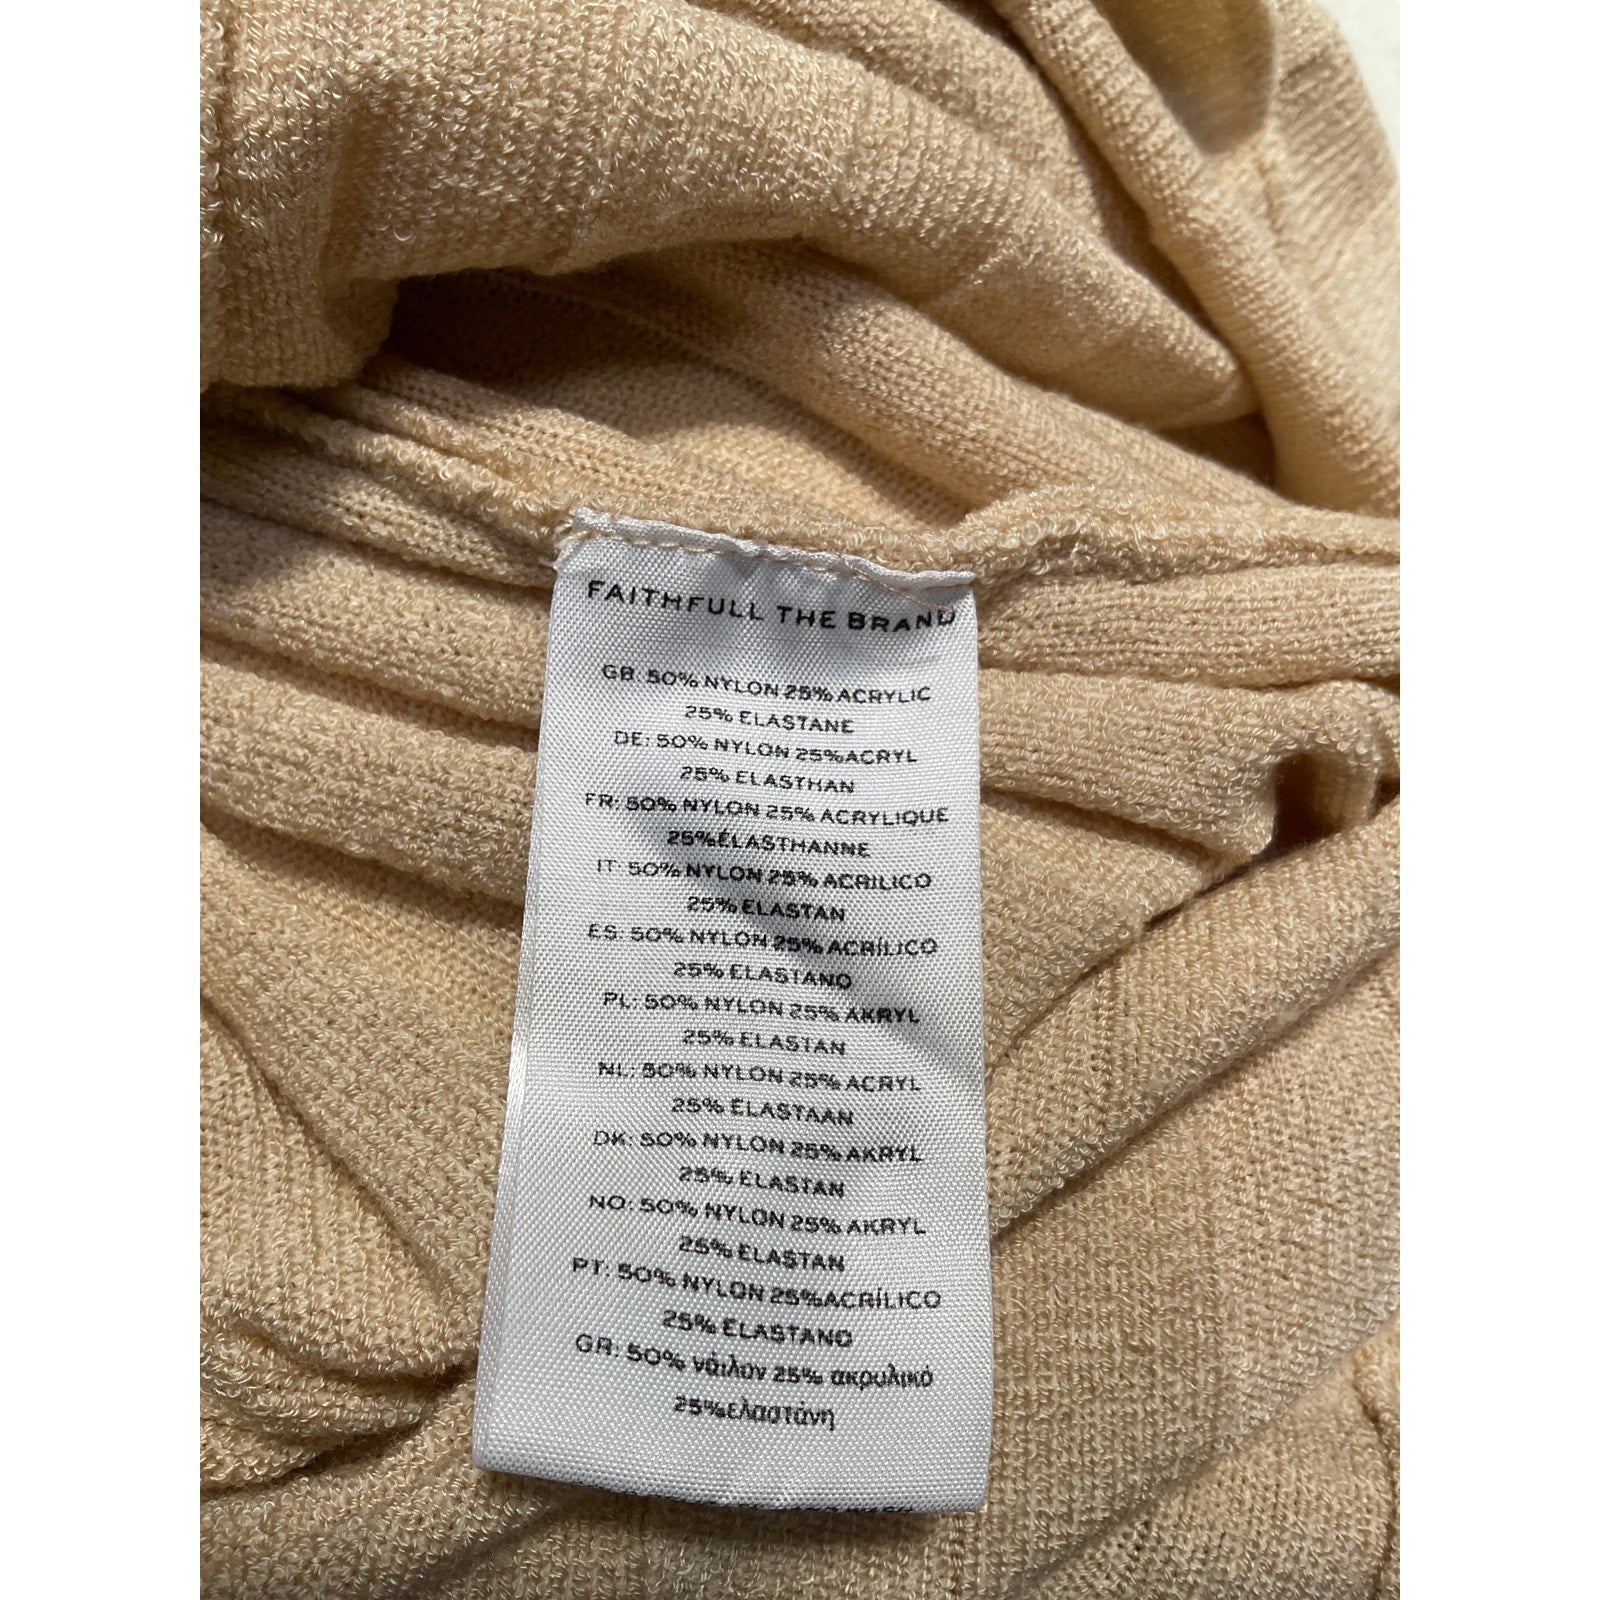 FAITHFULL THE BRAND
GB: 50% NYLON 25% ACRYLIC
25% ELASTANE
DE: 50% NYLON 25%ACRYL
25% ELASTHAN
FR: 50% NYLON 25% ACRYLIQUE
25%ÉLASTHANNE
IT: 50% NYLON 25% ACRILICO
25% ELASTAN
ES: 50% NYLON 25% ACRÍLICO
25% ELASTANO
PL: 50% NYLON 25% AKRYL
25% ELASTAN
NL: 50% NYLON 25% ACRYL
25% ELASTAAN
DK: 50% NYLON 25% AKRYL
25% ELASTAN
NO: 50% NYLON 25% AKRYL
25% ELASTAN
PT: 50% NYLON 25%ACRÍLICO
25% ELASTANO
GR: 50% νάιλον 25% ακρυλικό
25%ελαστάνη